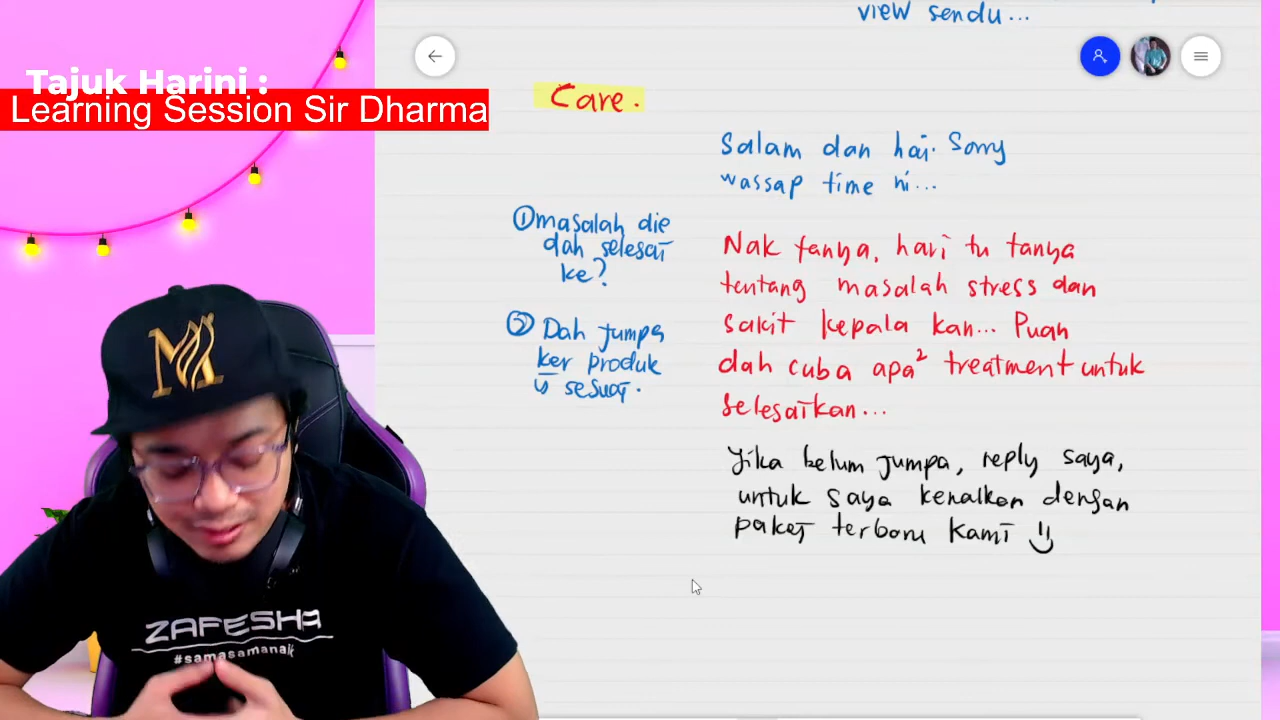 view sendu...
Tajuk Harini :
Learning Session Sir Dharma
Care.
Salam dan hai. Sorry
wassap time ni...
① masalah die
dah selesai
ke?
② Dah jumpa
ker produk
yg sesuai.
Nak tanya, hari tu tanya
tentang masalah stress dan
sakit kepala kan... Puan
dah cuba apa² treatment untuk
selesaikan...
Jika belum jumpa, reply saya,
untuk saya kenalkan dengan
pakej terbaru kami
ZAFESHA
#samasamanaik